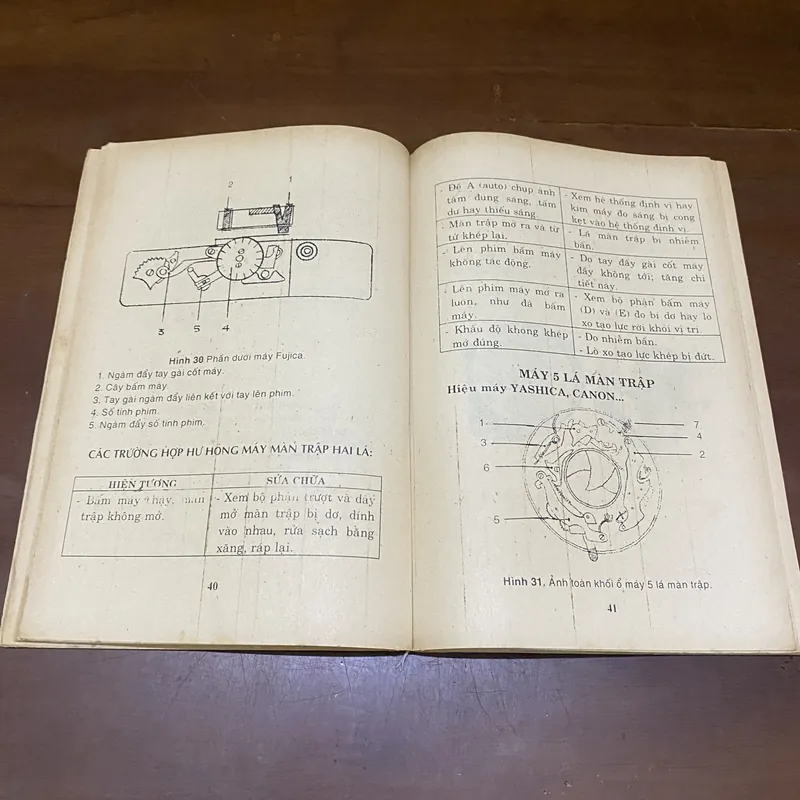 2
1
3
5
4
Hình 30 Phần dưới máy Fujica.
1. Ngàm đẩy tay gài cốt máy.
2. Cây bấm máy.
3. Tay gài ngàm đẩy liên kết với tay lên phim.
4. Số tính phim.
5. Ngàm đẩy số tính phim.
CÁC TRƯỜNG HỢP HƯ HỎNG MÁY MÀN TRẬP HAI LÁ:
HIỆN TƯỢNG
SỬA CHỮA
- Bấm máy chạy, màn
trập không mở.
- Xem bộ phận trượt và dây
mở màn trập bị dơ, dính
vào nhau, rửa sạch bằng
xăng, ráp lại.
40
- Để A (auto) chụp ảnh
tấm đúng sáng, tấm
dư hay thiếu sáng.
- Xem hệ thống định vị hay
kim máy đo sáng bị cong
kẹt vào hệ thống định vị.
- Màn trập mở ra và từ
từ khép lại.
- Lá màn trập bị nhiễm
bẩn.
- Lên phim bấm máy
không tác động.
- Do tay đẩy gài cốt máy
đẩy không tới; tăng chi
tiết này.
- Lên phim máy mở ra
luôn, như đã bấm
máy.
- Xem bộ phận bấm máy
(D) và (E) do bị dơ hay lò
xo tạo lực rời khỏi vị trí.
- Khẩu độ không khép
mở đúng.
- Do nhiễm bẩn.
- Lò xo tạo lực khép bị đứt.
MÁY 5 LÁ MÀN TRẬP
Hiệu máy YASHICA, CANON...
1
7
3
4
2
6
5
Hình 31. Ảnh toàn khối ổ máy 5 lá màn trập.
41